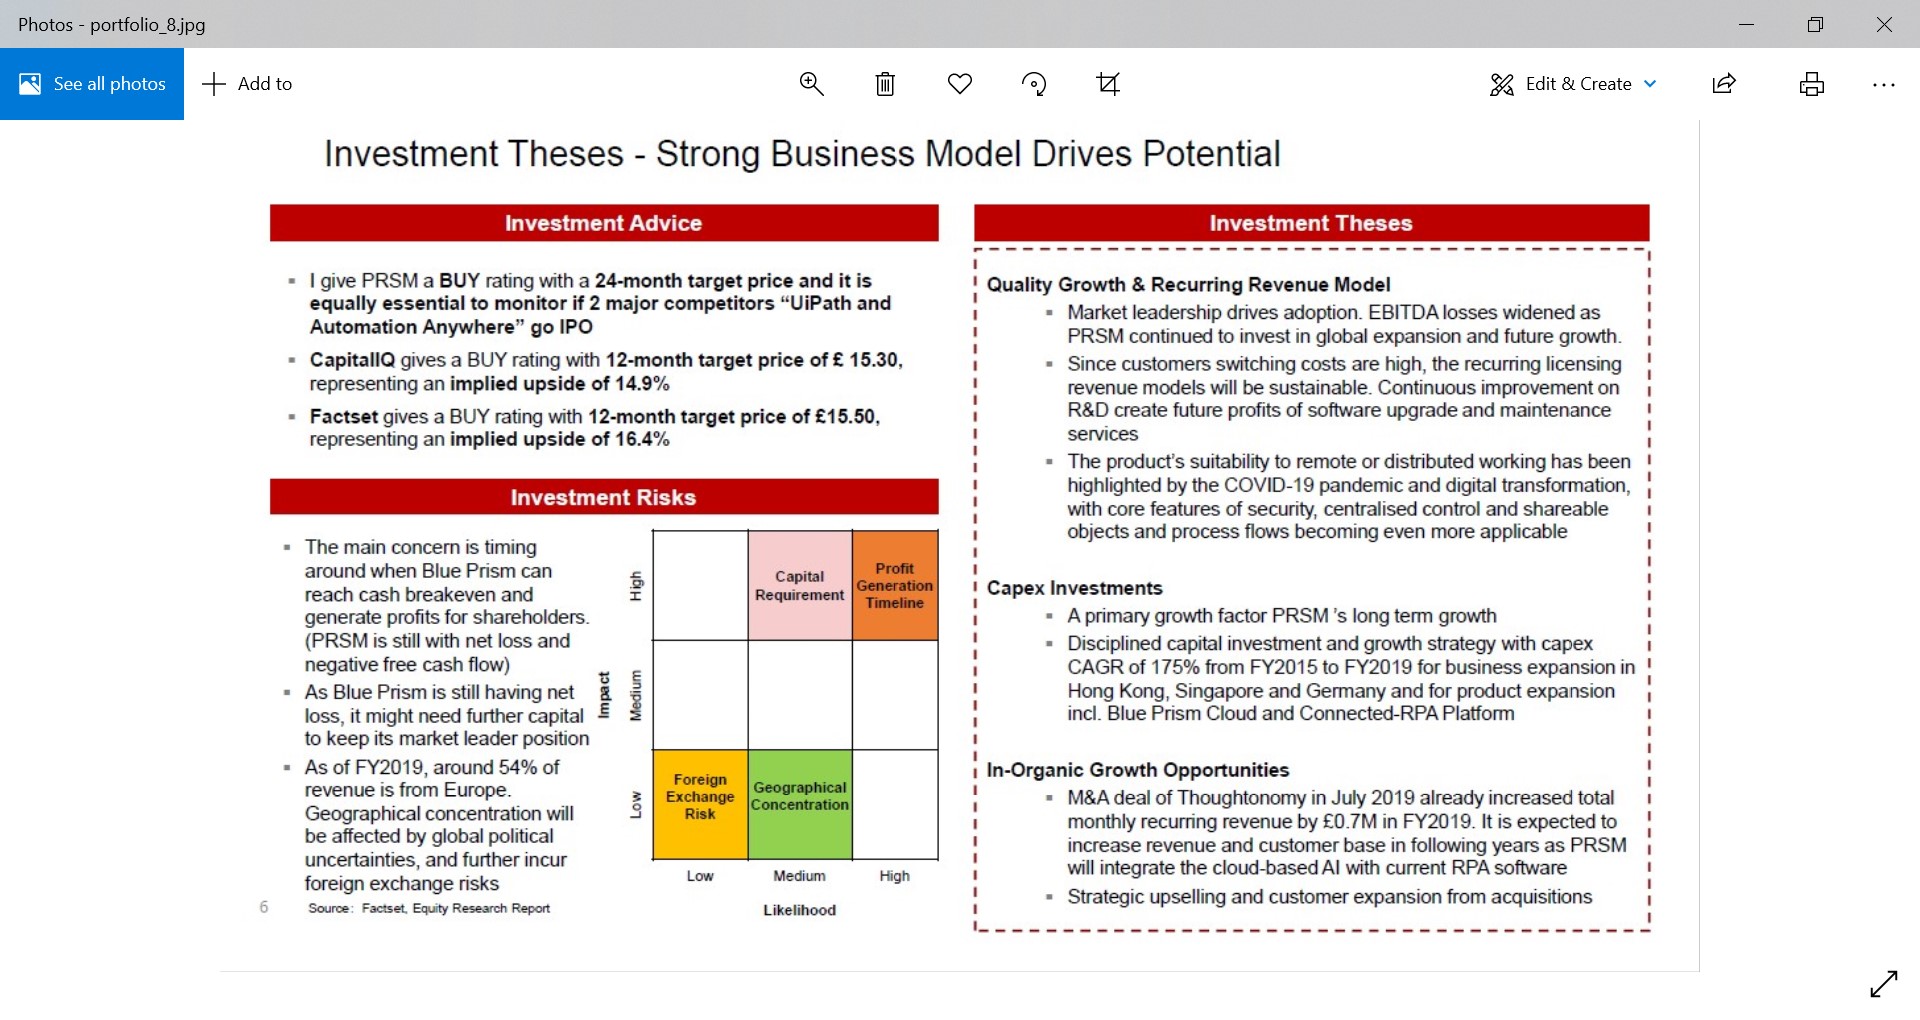 Photos - portfolio_8.jpg
See all photos
Add to
Edit & Create
Investment Theses - Strong Business Model Drives Potential
Investment Advice
I give PRSM a BUY rating with a 24-month target price and it is
equally essential to monitor if 2 major competitors “UiPath and
Automation Anywhere” go IPO
CapitalIQ gives a BUY rating with 12-month target price of £ 15.30,
representing an implied upside of 14.9%
Factset gives a BUY rating with 12-month target price of £15.50,
representing an implied upside of 16.4%
Investment Risks
The main concern is timing
around when Blue Prism can
reach cash breakeven and
generate profits for shareholders.
(PRSM is still with net loss and
negative free cash flow)
As Blue Prism is still having net
loss, it might need further capital
to keep its market leader position
As of FY2019, around 54% of
revenue is from Europe.
Geographical concentration will
be affected by global political
uncertainties, and further incur
foreign exchange risks
Impact
High
Medium
Low
Capital
Requirement
Profit
Generation
Timeline
Foreign
Exchange
Risk
Geographical
Concentration
Low
Medium
High
Likelihood
6
Source: Factset, Equity Research Report
Investment Theses
Quality Growth & Recurring Revenue Model
Market leadership drives adoption. EBITDA losses widened as
PRSM continued to invest in global expansion and future growth.
Since customers switching costs are high, the recurring licensing
revenue models will be sustainable. Continuous improvement on
R&D create future profits of software upgrade and maintenance
services
The product’s suitability to remote or distributed working has been
highlighted by the COVID-19 pandemic and digital transformation,
with core features of security, centralised control and shareable
objects and process flows becoming even more applicable
Capex Investments
A primary growth factor PRSM ’s long term growth
Disciplined capital investment and growth strategy with capex
CAGR of 175% from FY2015 to FY2019 for business expansion in
Hong Kong, Singapore and Germany and for product expansion
incl. Blue Prism Cloud and Connected-RPA Platform
In-Organic Growth Opportunities
M&A deal of Thoughtonomy in July 2019 already increased total
monthly recurring revenue by £0.7M in FY2019. It is expected to
increase revenue and customer base in following years as PRSM
will integrate the cloud-based AI with current RPA software
Strategic upselling and customer expansion from acquisitions